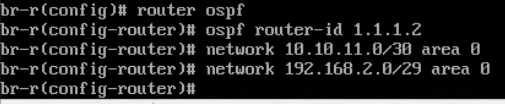 br-r(config)# router ospf
br-r(config-router)# ospf router-id 1.1.1.2
br-r(config-router)# network 10.10.11.0/30 area 0
br-r(config-router)# network 192.168.2.0/29 area 0
br-r(config-router)#